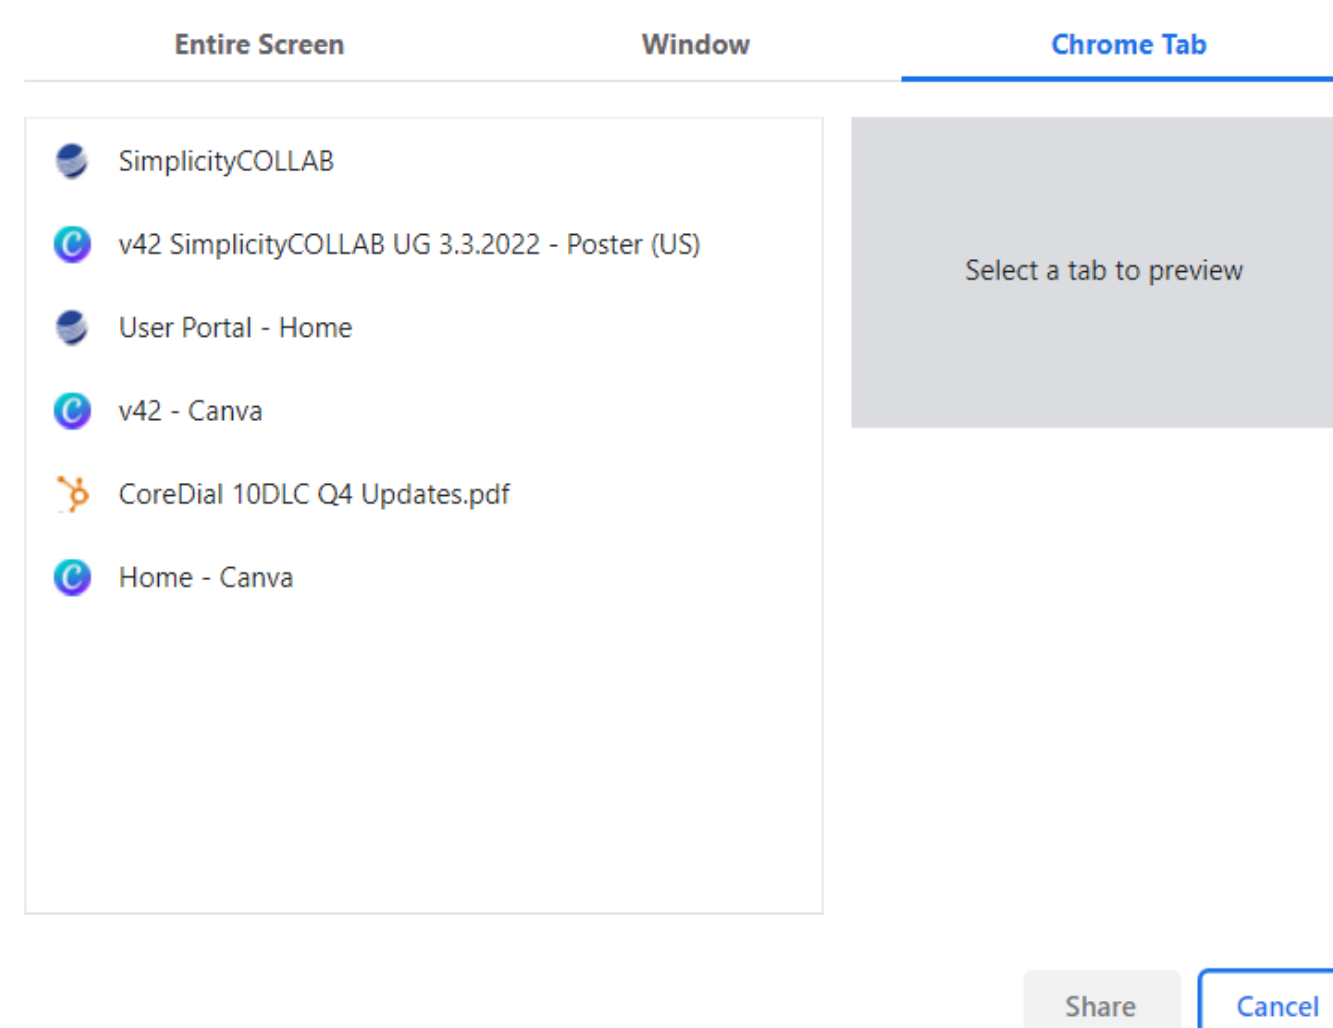 Entire Screen Window Chrome Tab
SimplicityCOLLAB
v42 SimplicityCOLLAB UG 3.3.2022 - Poster (US)
User Portal - Home
v42 - Canva
CoreDial 10DLC Q4 Updates.pdf
Home - Canva
Select a tab to preview
Share Cancel